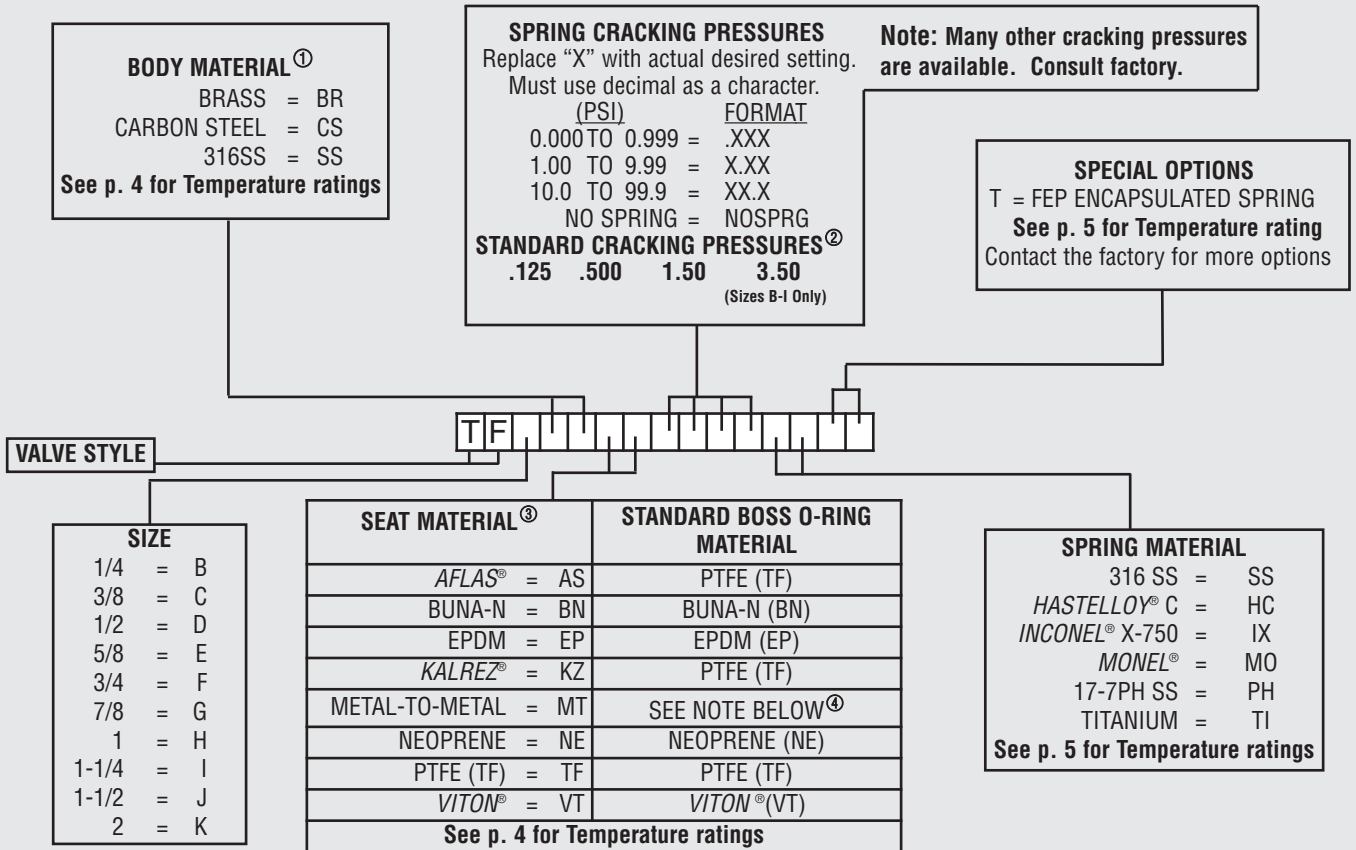 BODY MATERIAL①
BRASS = BR
CARBON STEEL = CS
316SS = SS
See p. 4 for Temperature ratings
SPRING CRACKING PRESSURES
Replace “X” with actual desired setting.
Must use decimal as a character.
(PSI) FORMAT
0.000 TO 0.999 = .XXX
1.00 TO 9.99 = X.XX
10.0 TO 99.9 = XX.X
NO SPRING = NOSPRG
STANDARD CRACKING PRESSURES②
.125 .500 1.50 3.50
(Sizes B-I Only)
Note: Many other cracking pressures
are available. Consult factory.
SPECIAL OPTIONS
T = FEP ENCAPSULATED SPRING
See p. 5 for Temperature rating
Contact the factory for more options
T F
VALVE STYLE
SIZE
1/4 = B
3/8 = C
1/2 = D
5/8 = E
3/4 = F
7/8 = G
1 = H
1-1/4 = I
1-1/2 = J
2 = K
SEAT MATERIAL③ STANDARD BOSS O-RING
MATERIAL
AFLAS® = AS PTFE (TF)
BUNA-N = BN BUNA-N (BN)
EPDM = EP EPDM (EP)
KALREZ® = KZ PTFE (TF)
METAL-TO-METAL = MT SEE NOTE BELOW④
NEOPRENE = NE NEOPRENE (NE)
PTFE (TF) = TF PTFE (TF)
VITON® = VT VITON ®(VT)
See p. 4 for Temperature ratings
SPRING MATERIAL
316 SS = SS
HASTELLOY® C = HC
INCONEL® X-750 = IX
MONEL® = MO
17-7PH SS = PH
TITANIUM = TI
See p. 5 for Temperature ratings